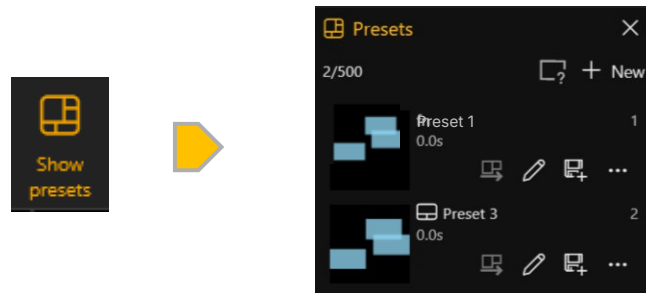 Show
presets
Presets
2/500
? + New
Preset 1
1
0.0s
Preset 3
2
0.0s